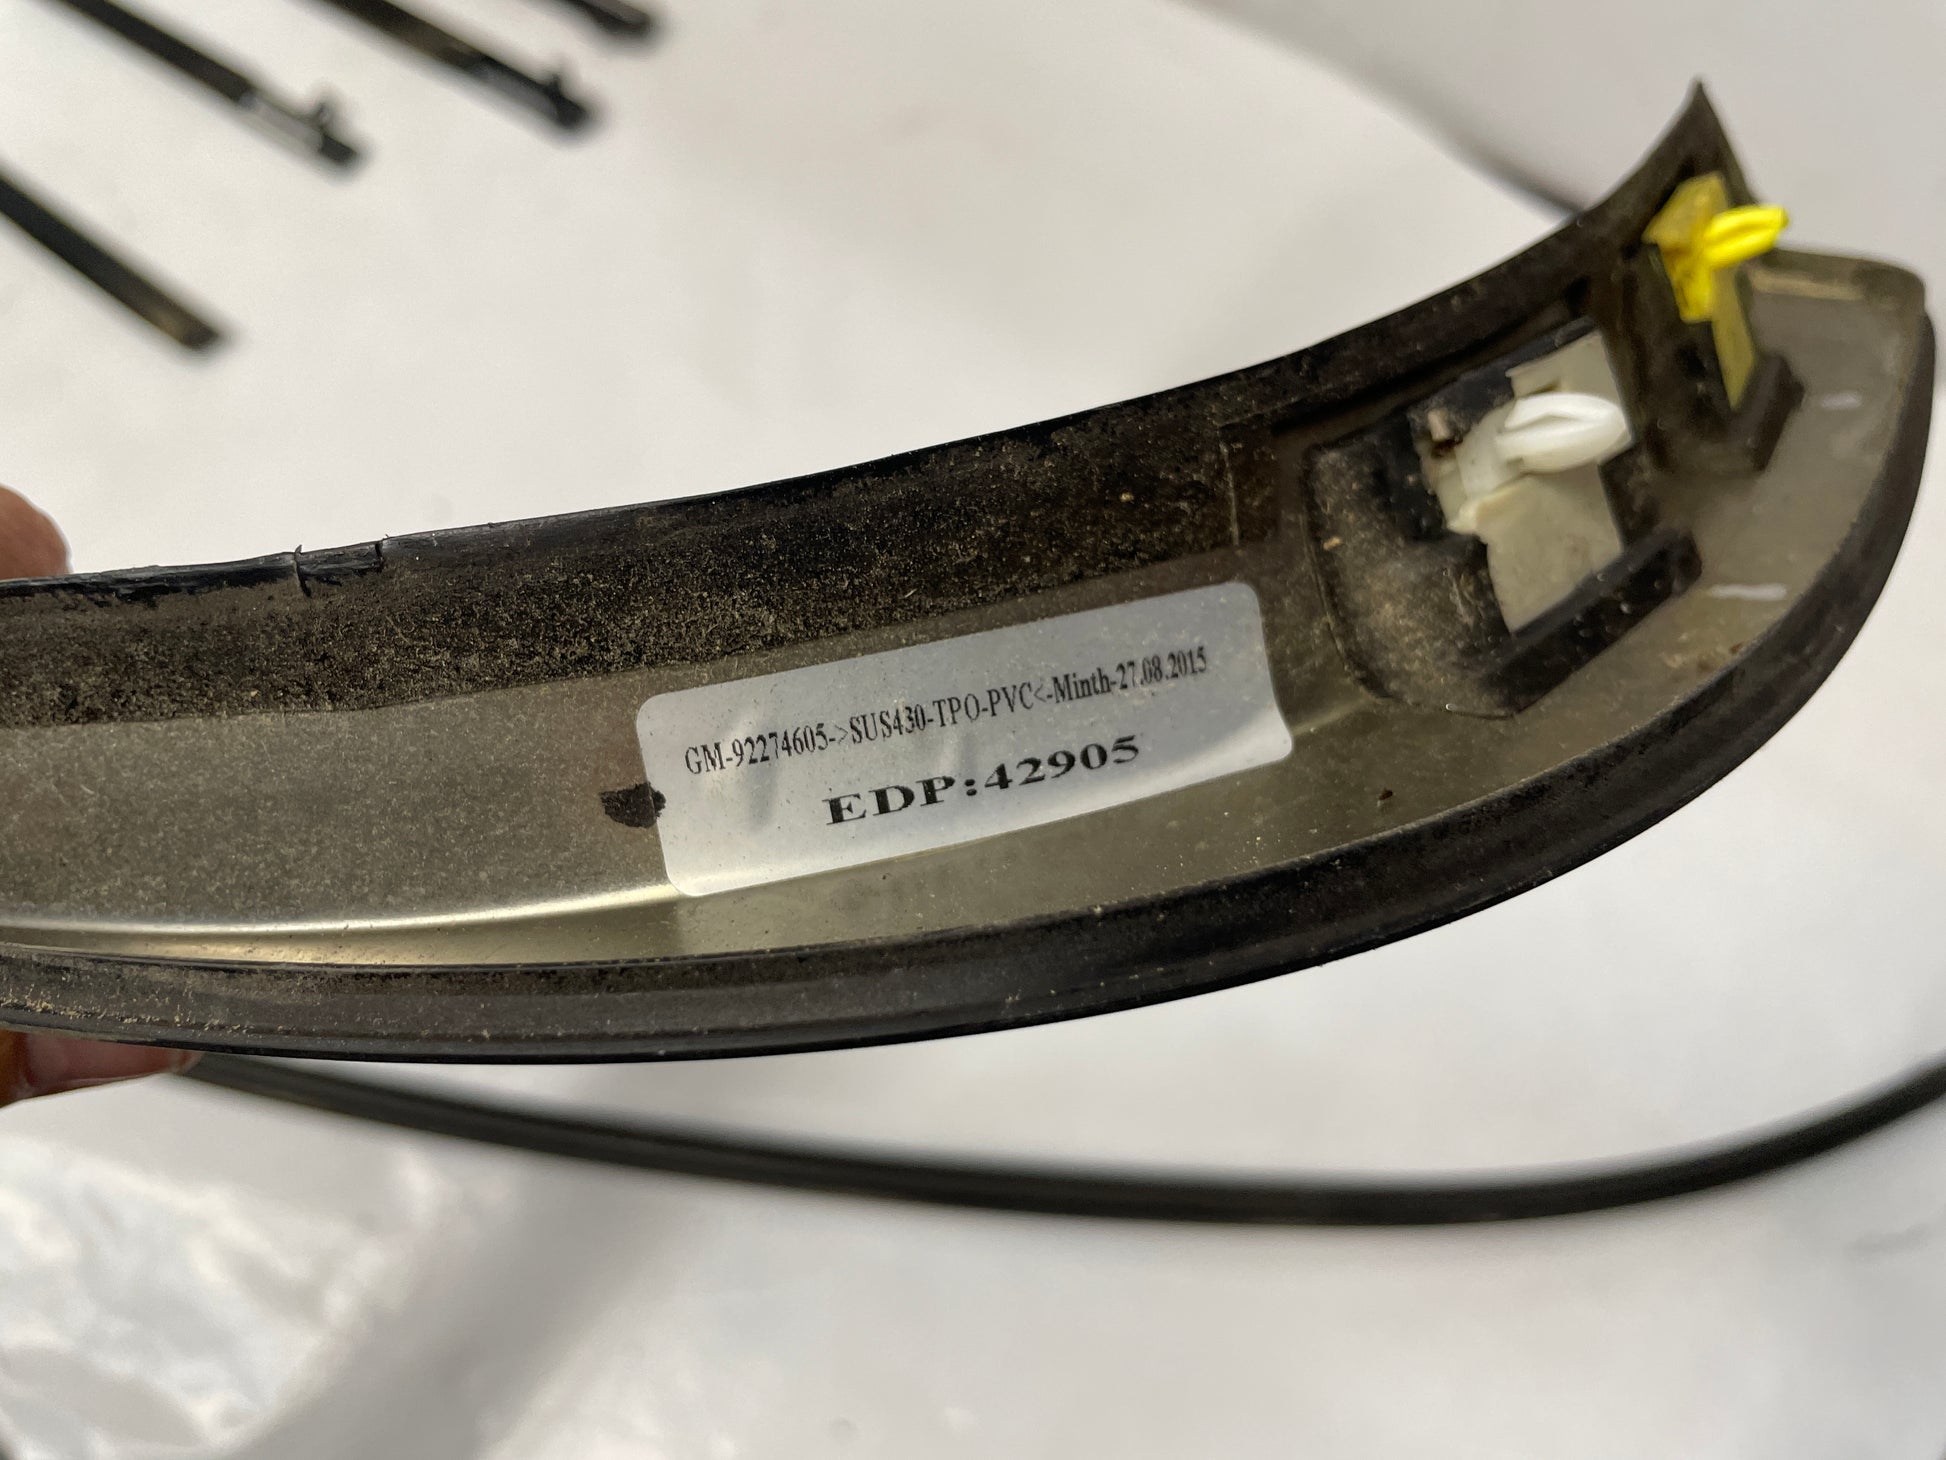 GM-92274605->SUS430-TPO-PVC<-Minth-27.08.2015
EDP:42905